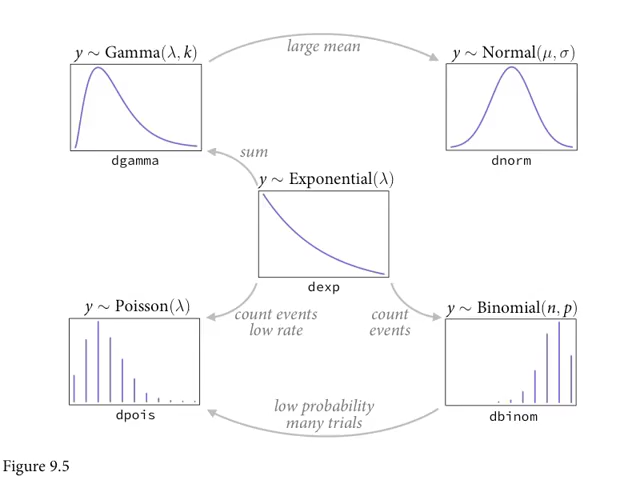 large mean
y ~ Gamma(λ, k)
y ~ Normal(μ, σ)
dgamma
dnorm
sum
y ~ Exponential(λ)
dexp
y ~ Poisson(λ)
count events
low rate
count
events
y ~ Binomial(n, p)
dpois
dbinom
low probability
many trials
Figure 9.5